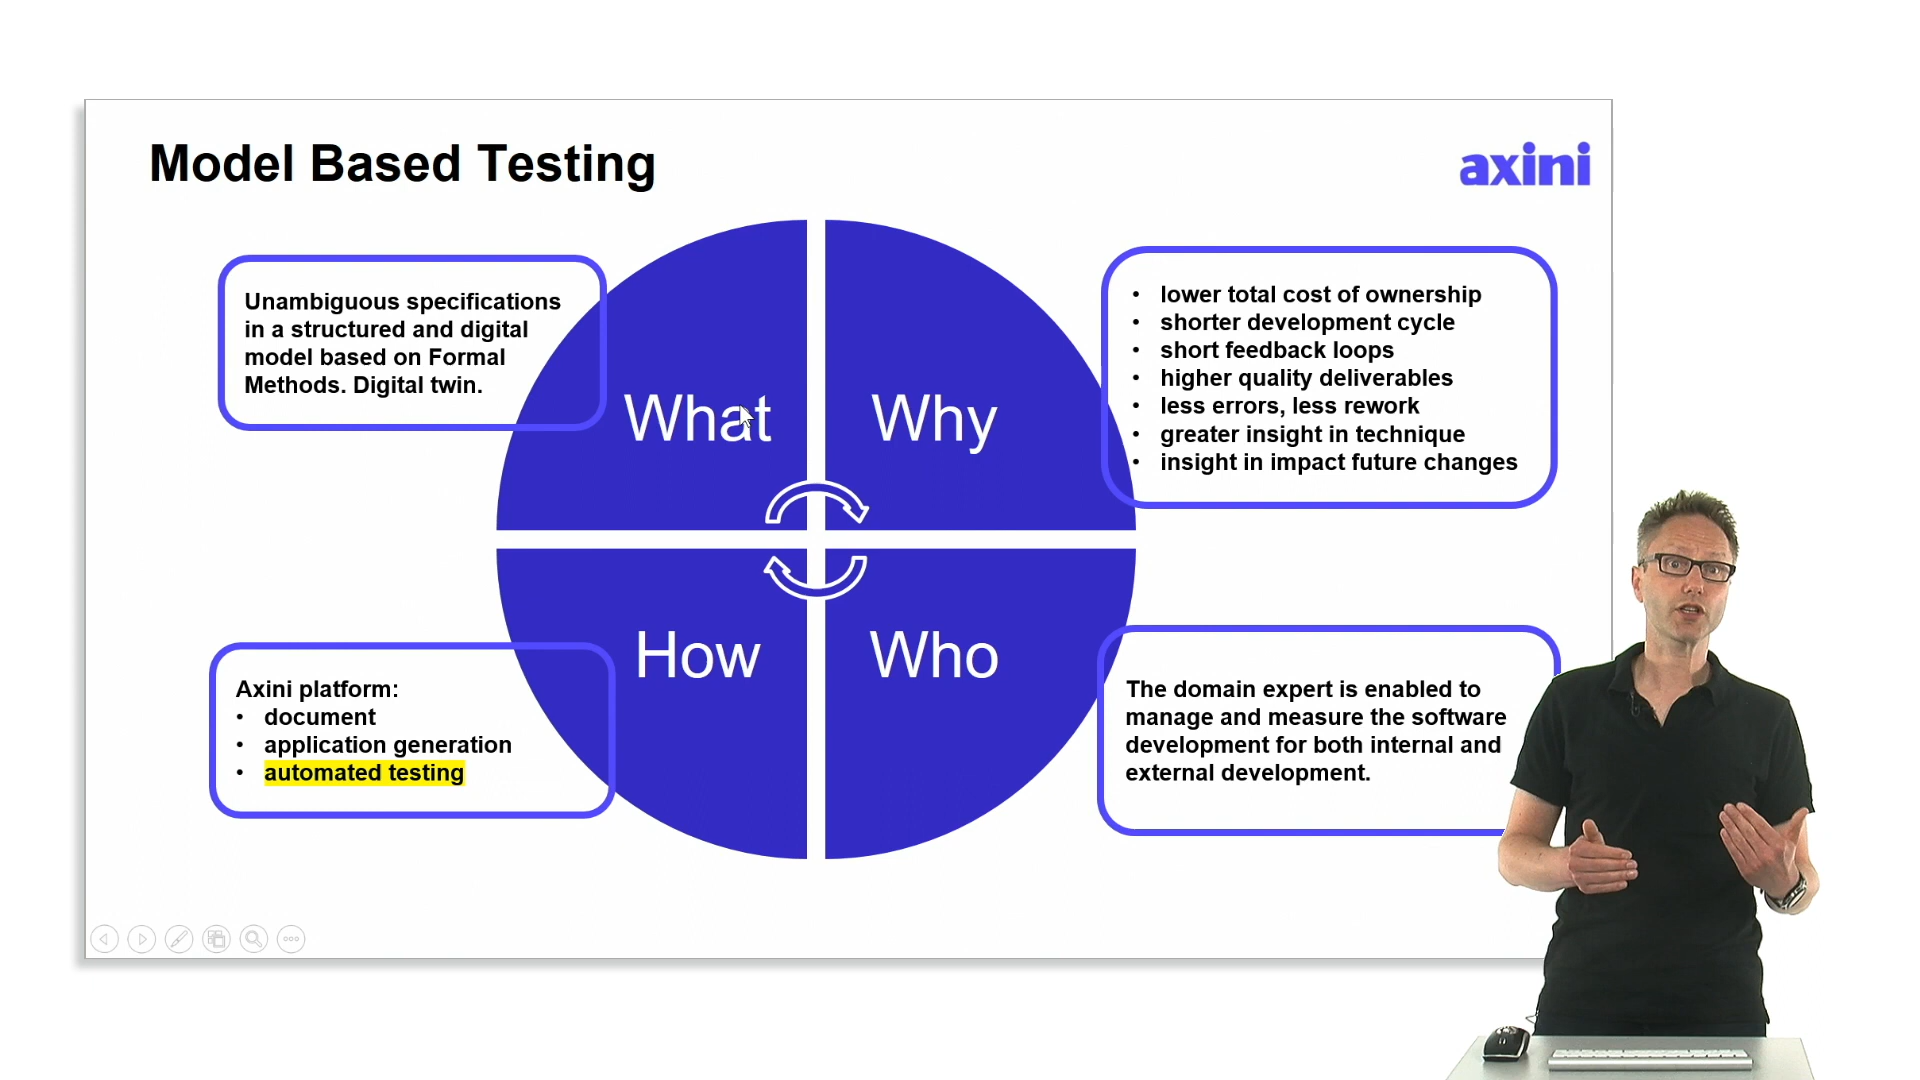 Model Based Testing
axini
Unambiguous specifications
in a structured and digital
model based on Formal
Methods. Digital twin.
What
Why
• lower total cost of ownership
• shorter development cycle
• short feedback loops
• higher quality deliverables
• less errors, less rework
• greater insight in technique
• insight in impact future changes
How
Who
Axini platform:
• document
• application generation
• automated testing
The domain expert is enabled to
manage and measure the software
development for both internal and
external development.